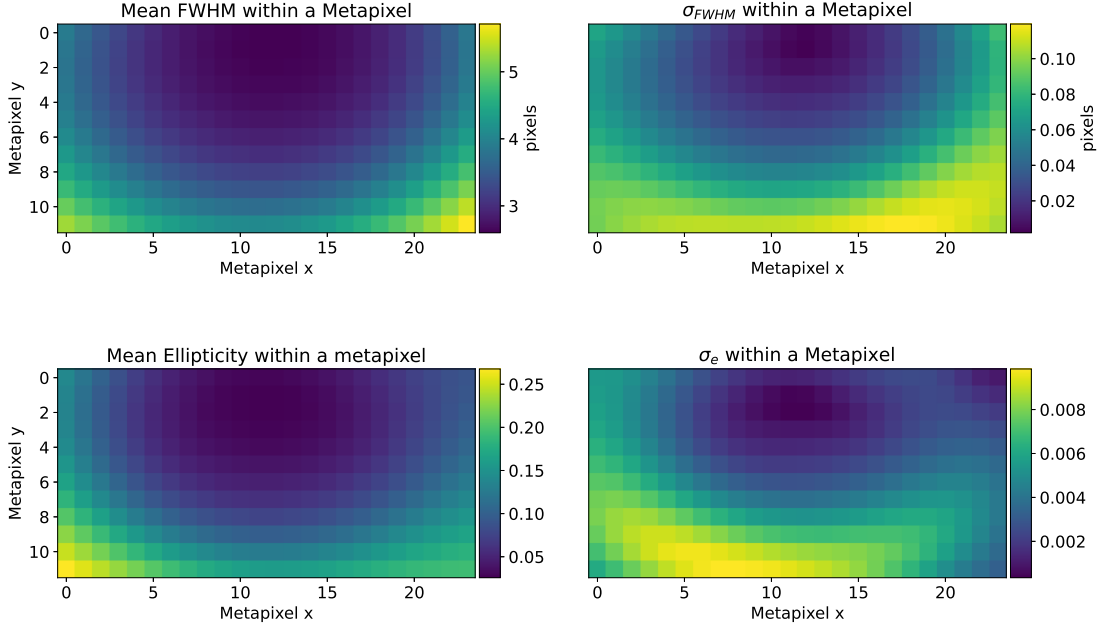 Mean FWHM within a Metapixel
σ_FWHM within a Metapixel
0
2
4
6
8
10
Metapixel y
0 5 10 15 20
Metapixel x
5
4
3
pixels
0 5 10 15 20
Metapixel x
0.10
0.08
0.06
0.04
0.02
pixels
Mean Ellipticity within a metapixel
σ_e within a Metapixel
0
2
4
6
8
10
Metapixel y
0 5 10 15 20
Metapixel x
0.25
0.20
0.15
0.10
0.05
0 5 10 15 20
Metapixel x
0.008
0.006
0.004
0.002